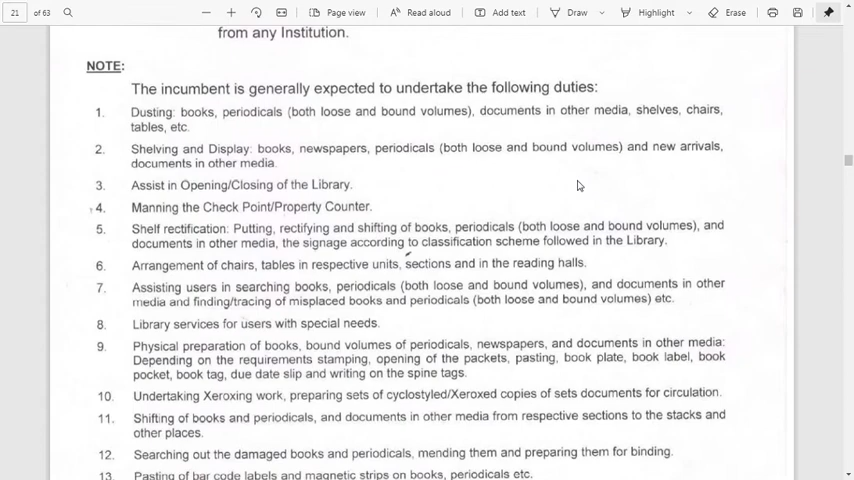 21 of 63 Page view Read aloud Add text Draw Highlight Erase
from any Institution.
NOTE:
The incumbent is generally expected to undertake the following duties:
1. Dusting: books, periodicals (both loose and bound volumes), documents in other media, shelves, chairs,
tables, etc.
2. Shelving and Display: books, newspapers, periodicals (both loose and bound volumes) and new arrivals,
documents in other media.
3. Assist in Opening/Closing of the Library.
4. Manning the Check Point/Property Counter.
5. Shelf rectification: Putting, rectifying and shifting of books, periodicals (both loose and bound volumes), and
documents in other media, the signage according to classification scheme followed in the Library.
6. Arrangement of chairs, tables in respective units, sections and in the reading halls.
7. Assisting users in searching books, periodicals (both loose and bound volumes), and documents in other
media and finding/tracing of misplaced books and periodicals (both loose and bound volumes) etc.
8. Library services for users with special needs.
9. Physical preparation of books, bound volumes of periodicals, newspapers, and documents in other media:
Depending on the requirements stamping, opening of the packets, pasting, book plate, book label, book
pocket, book tag, due date slip and writing on the spine tags.
10. Undertaking Xeroxing work, preparing sets of cyclostyled/Xeroxed copies of sets documents for circulation.
11. Shifting of books and periodicals, and documents in other media from respective sections to the stacks and
other places.
12. Searching out the damaged books and periodicals, mending them and preparing them for binding.
13. Pasting of bar code labels and magnetic strips on books, periodicals etc.